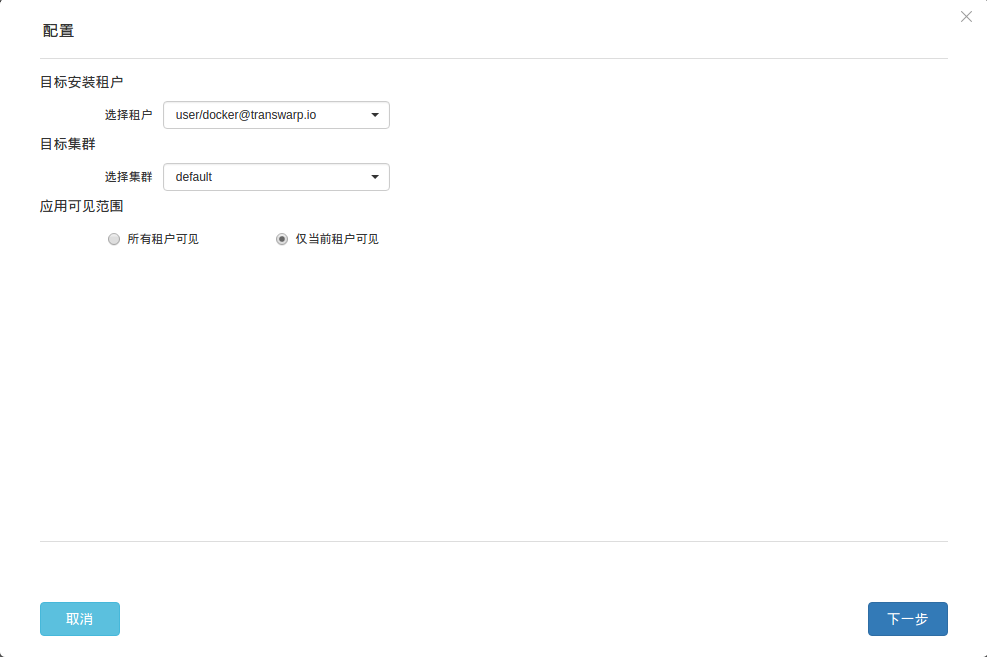 配置
目标安装租户
选择租户 user/docker@transwarp.io
目标集群
选择集群 default
应用可见范围
所有租户可见 仅当前租户可见
取消 下一步